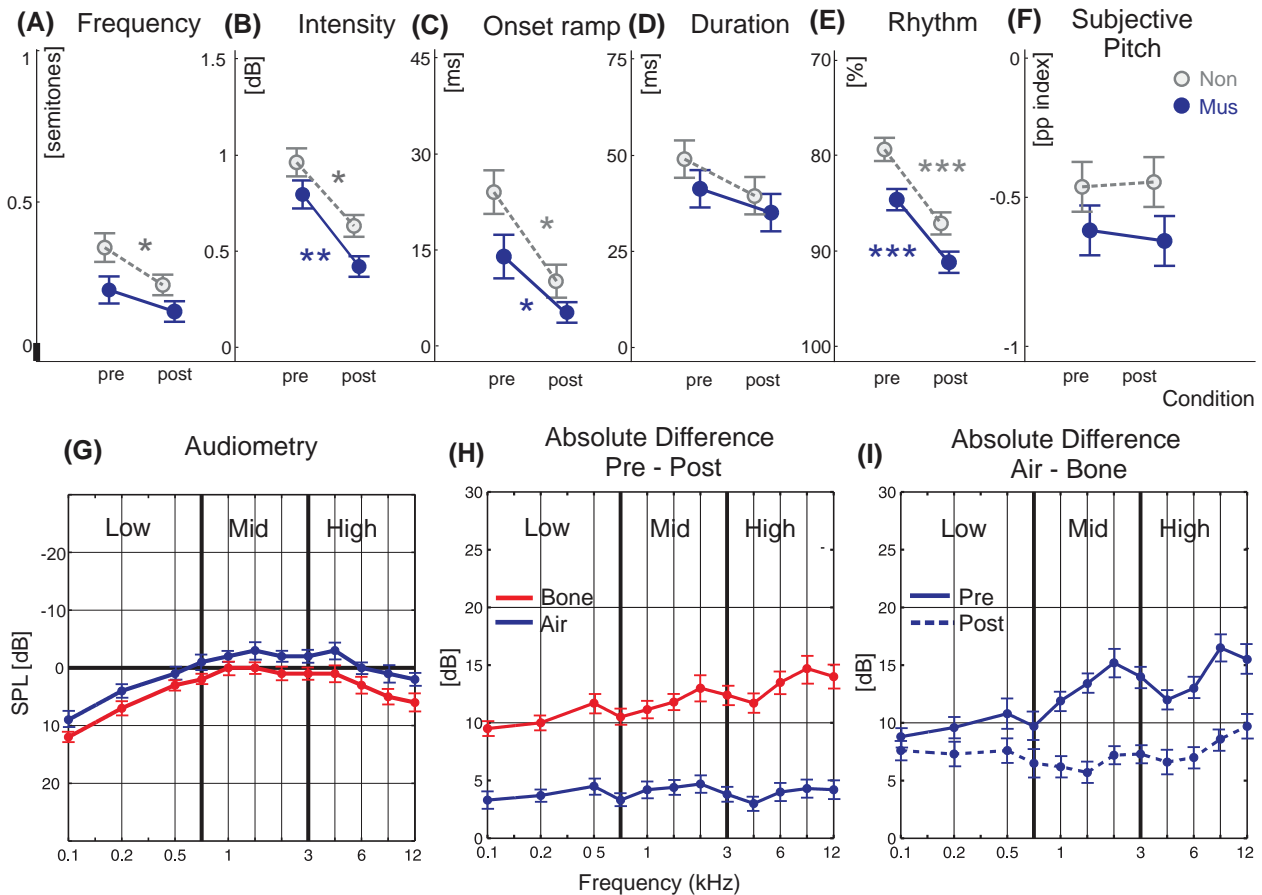 (A) Frequency
(B) Intensity
(C) Onset ramp
(D) Duration
(E) Rhythm
(F) Subjective
Pitch
[semitones]
1
0.5
0
pre post
*
[dB]
1.5
1
0.5
0
pre post
*
**
[ms]
45
30
15
0
pre post
*
*
[ms]
75
50
25
0
pre post
[%]
70
80
90
100
pre post
***
***
[pp index]
0
-0.5
-1
pre post
Non
Mus
Condition
(G) Audiometry
Low Mid High
SPL [dB]
-20
-10
0
10
20
0.1 0.2 0.5 1 3 6 12
(H) Absolute Difference
Pre - Post
Low Mid High
Bone
Air
[dB]
30
25
20
15
10
5
0
0.1 0.2 0 5 1 3 6 12
Frequency (kHz)
(I) Absolute Difference
Air - Bone
Low Mid High
Pre
Post
[dB]
30
25
20
15
10
5
0
0.1 0.2 0.5 1 3 6 12